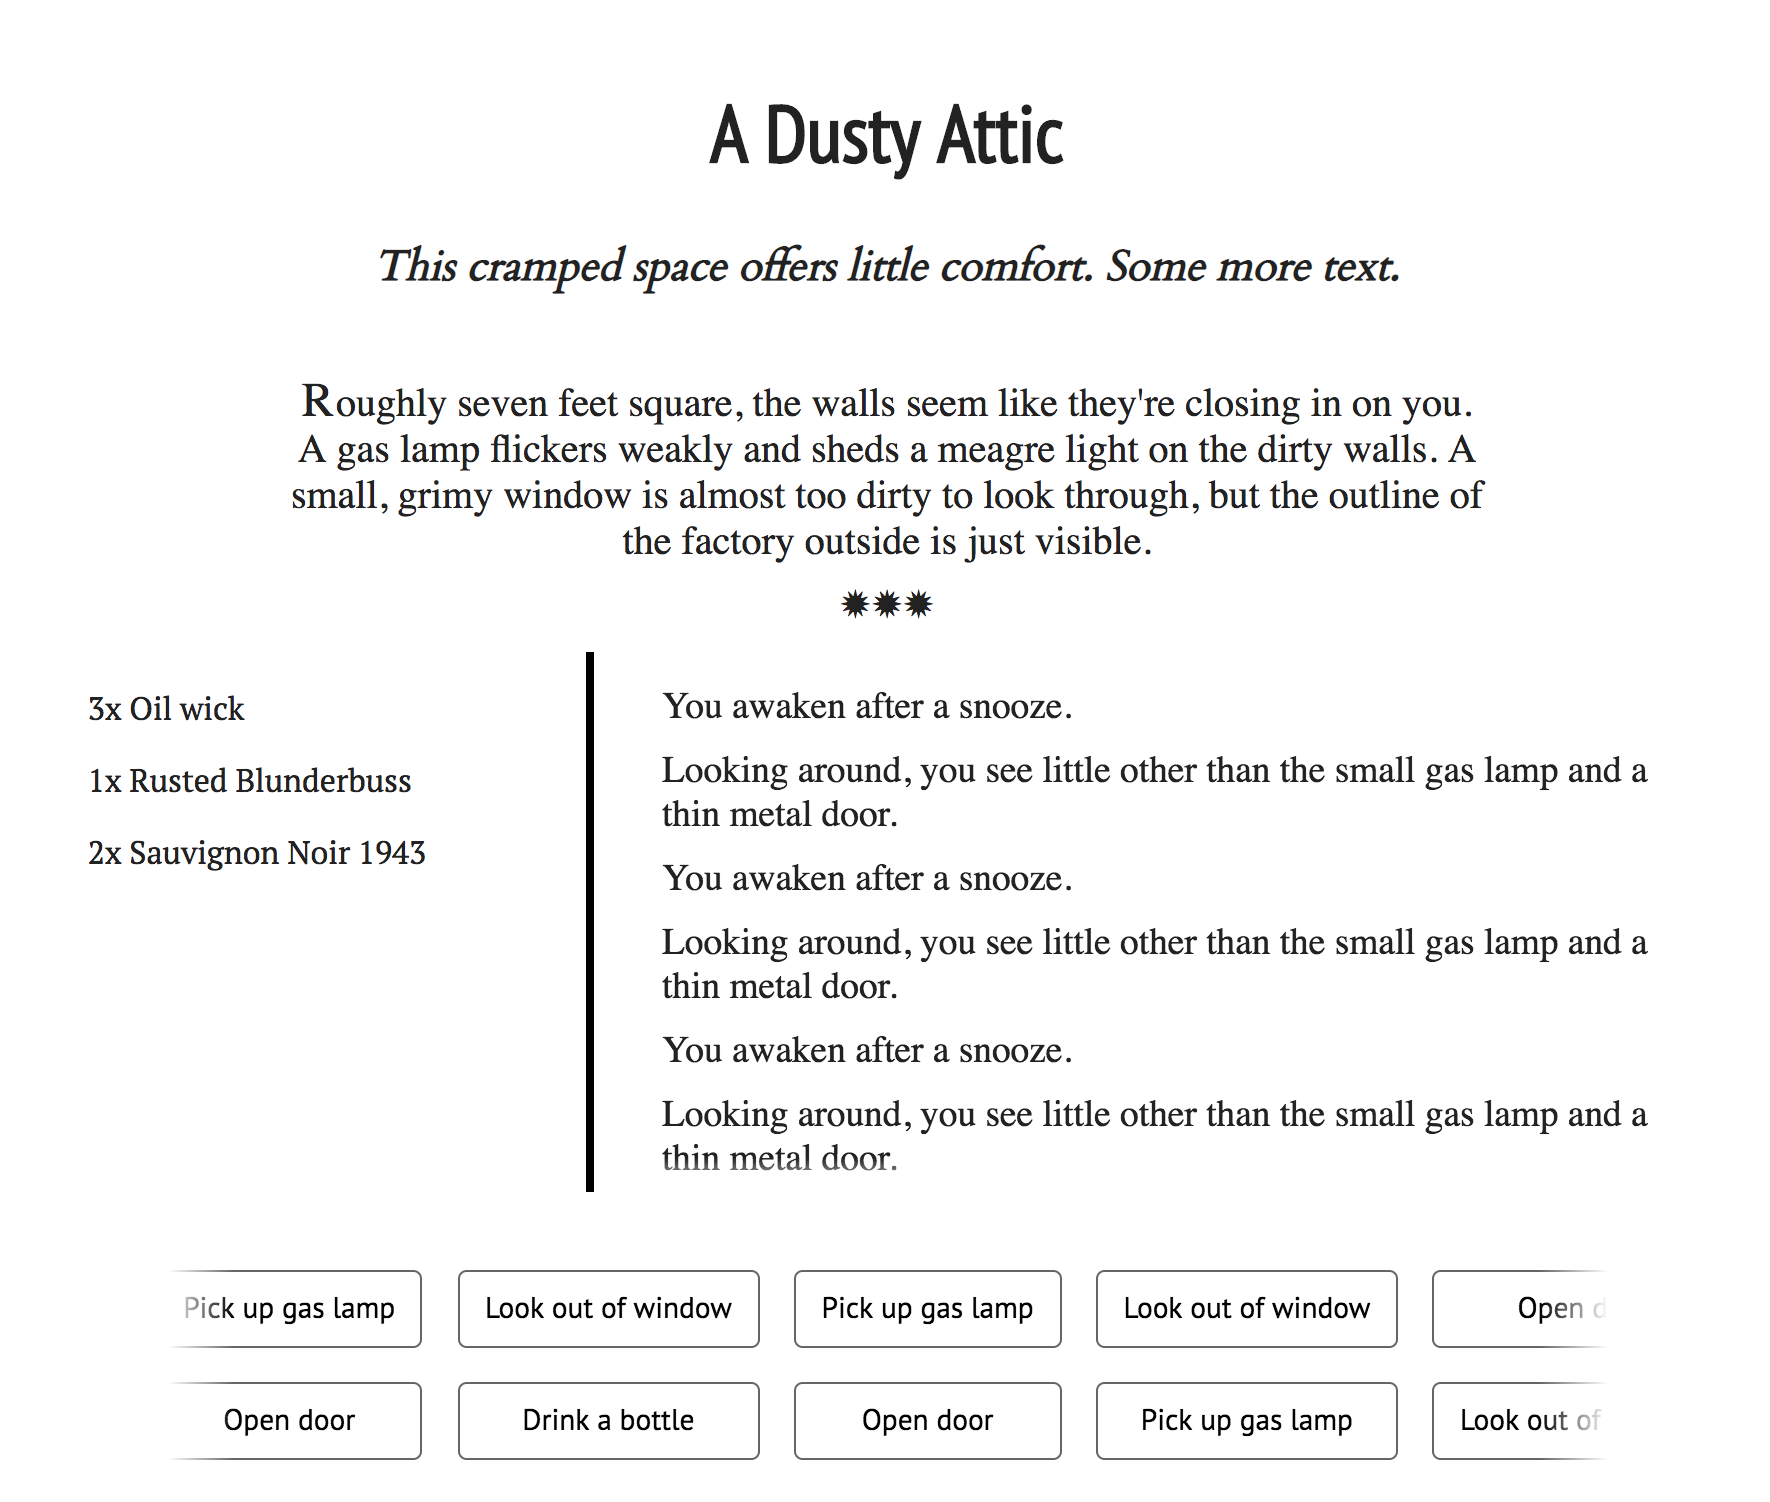 A Dusty Attic
This cramped space offers little comfort. Some more text.
Roughly seven feet square, the walls seem like they're closing in on you.
A gas lamp flickers weakly and sheds a meagre light on the dirty walls. A
small, grimy window is almost too dirty to look through, but the outline of
the factory outside is just visible.
✹✹✹
3x Oil wick
1x Rusted Blunderbuss
2x Sauvignon Noir 1943
You awaken after a snooze.
Looking around, you see little other than the small gas lamp and a
thin metal door.
You awaken after a snooze.
Looking around, you see little other than the small gas lamp and a
thin metal door.
You awaken after a snooze.
Looking around, you see little other than the small gas lamp and a
thin metal door.
Pick up gas lamp
Look out of window
Pick up gas lamp
Look out of window
Open d
Open door
Drink a bottle
Open door
Pick up gas lamp
Look out of